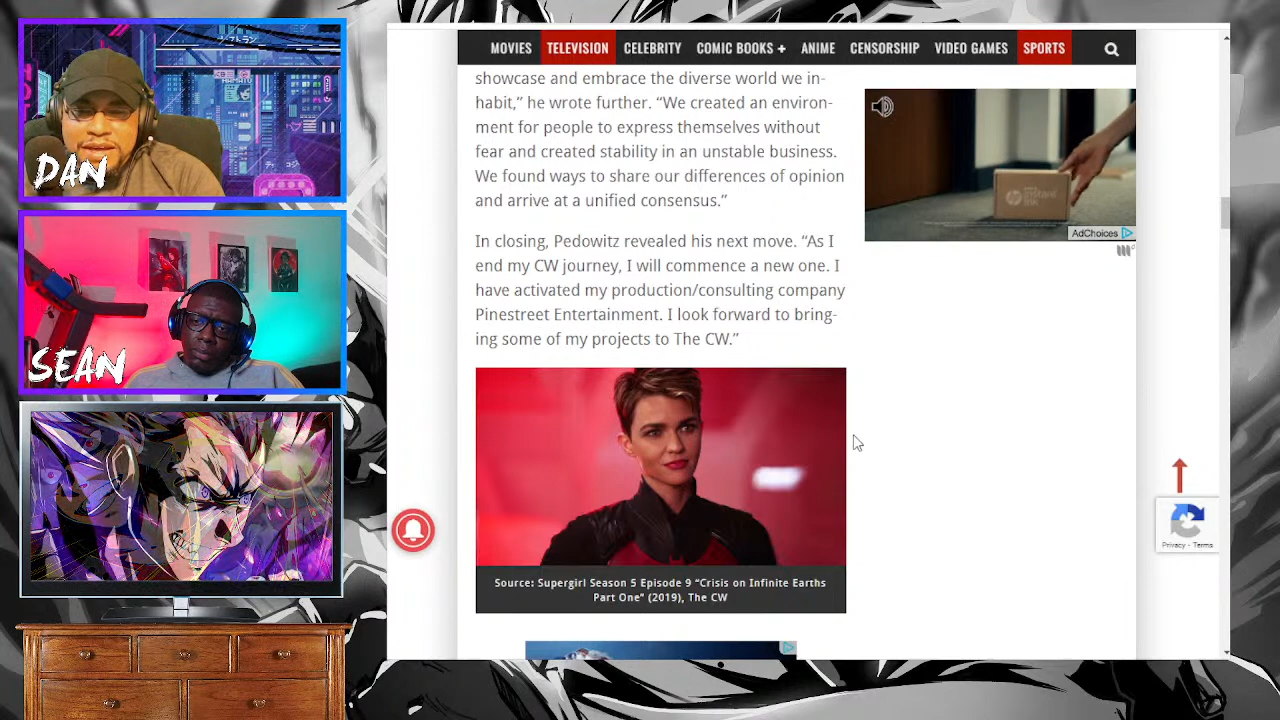 DAN
SEAN
MOVIES TELEVISION CELEBRITY COMIC BOOKS + ANIME CENSORSHIP VIDEO GAMES SPORTS
showcase and embrace the diverse world we in-
habit,” he wrote further. “We created an environ-
ment for people to express themselves without
fear and created stability in an unstable business.
We found ways to share our differences of opinion
and arrive at a unified consensus.”
In closing, Pedowitz revealed his next move. “As I
end my CW journey, I will commence a new one. I
have activated my production/consulting company
Pinestreet Entertainment. I look forward to bring-
ing some of my projects to The CW.”
Source: Supergirl Season 5 Episode 9 “Crisis on Infinite Earths
Part One” (2019), The CW
AdChoices
Privacy - Terms